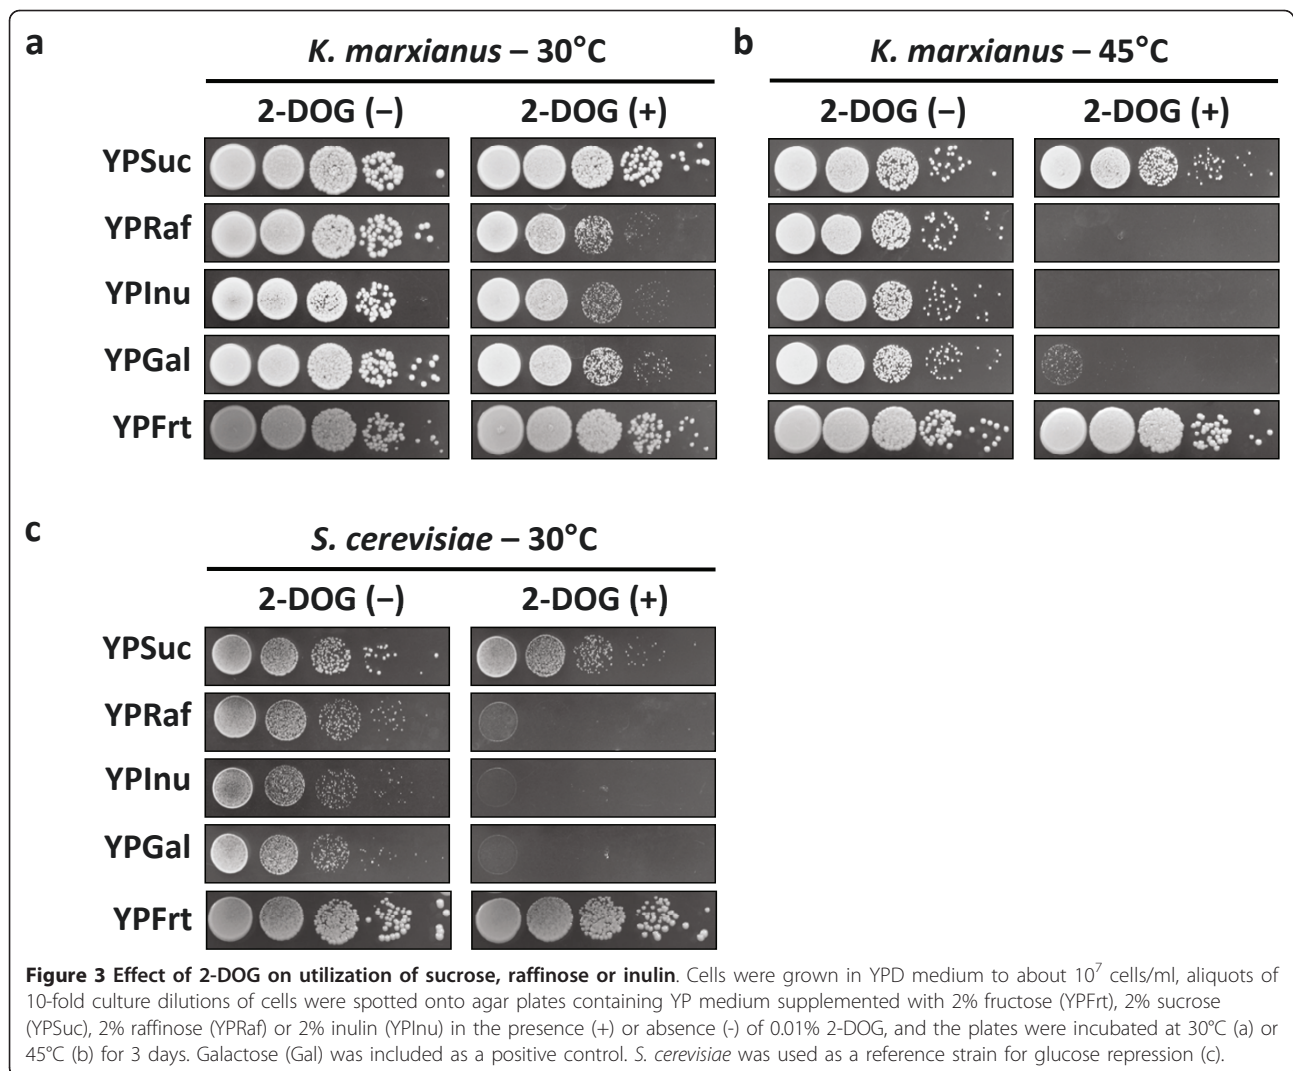 a
K. marxianus – 30°C
2-DOG (–) 2-DOG (+)
YPSuc
YPRaf
YPInu
YPGal
YPFrt
b
K. marxianus – 45°C
2-DOG (–) 2-DOG (+)
c
S. cerevisiae – 30°C
2-DOG (–) 2-DOG (+)
YPSuc
YPRaf
YPInu
YPGal
YPFrt
Figure 3 Effect of 2-DOG on utilization of sucrose, raffinose or inulin. Cells were grown in YPD medium to about 10⁷ cells/ml, aliquots of
10-fold culture dilutions of cells were spotted onto agar plates containing YP medium supplemented with 2% fructose (YPFrt), 2% sucrose
(YPSuc), 2% raffinose (YPRaf) or 2% inulin (YPInu) in the presence (+) or absence (-) of 0.01% 2-DOG, and the plates were incubated at 30°C (a) or
45°C (b) for 3 days. Galactose (Gal) was included as a positive control. S. cerevisiae was used as a reference strain for glucose repression (c).